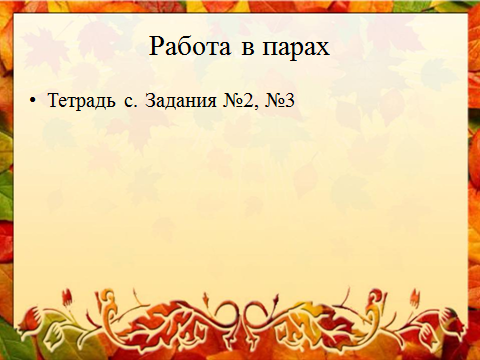 Работа в парах
• Тетрадь с. Задания №2, №3